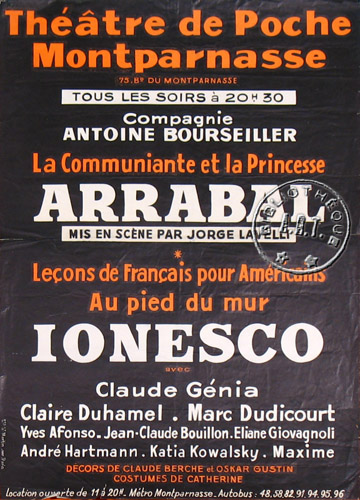 Théâtre de Poche
Montparnasse
75. Bᵈ DU MONTPARNASSE
TOUS LES SOIRS à 20H30
Compagnie
ANTOINE BOURSEILLER
La Communiante et la Princesse
ARRABAL
MIS EN SCÈNE PAR JORGE LAVELLI
BIBLIOTHÈQUE
A.R.T.
*
Leçons de Français pour Américains
Au pied du mur
IONESCO
avec
Claude Génia
Claire Duhamel . Marc Dudicourt
Yves Afonso . Jean-Claude Bouillon . Eliane Giovagnoli
André Hartmann . Katia Kowalsky . Maxime
DÉCORS DE CLAUDE BERCHE et OSKAR GUSTIN
COSTUMES DE CATHERINE
Location ouverte de 11 à 20H. Métro Montparnasse. Autobus : 48.58.82.91.94.95.96